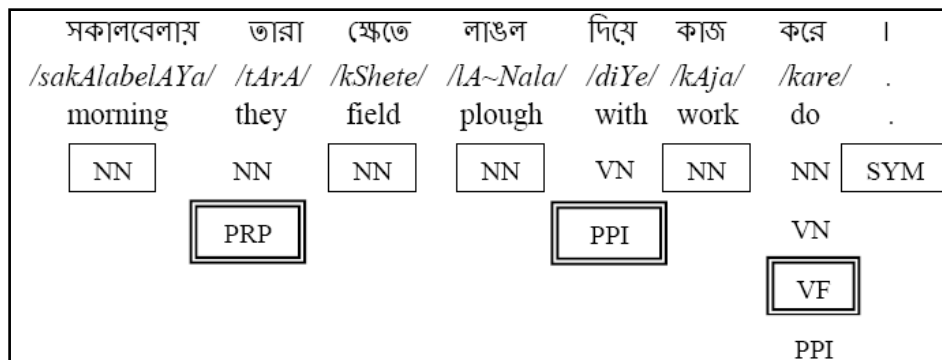 সকালবেলায় তারা ক্ষেতে লাঙল দিয়ে কাজ করে ।
/sakAlabelAYa/ /tArA/ /kShete/ /lA~Nala/ /diYe/ /kAja/ /kare/ .
morning they field plough with work do .
NN NN NN NN VN NN NN SYM
PRP PPI VN
VF
PPI